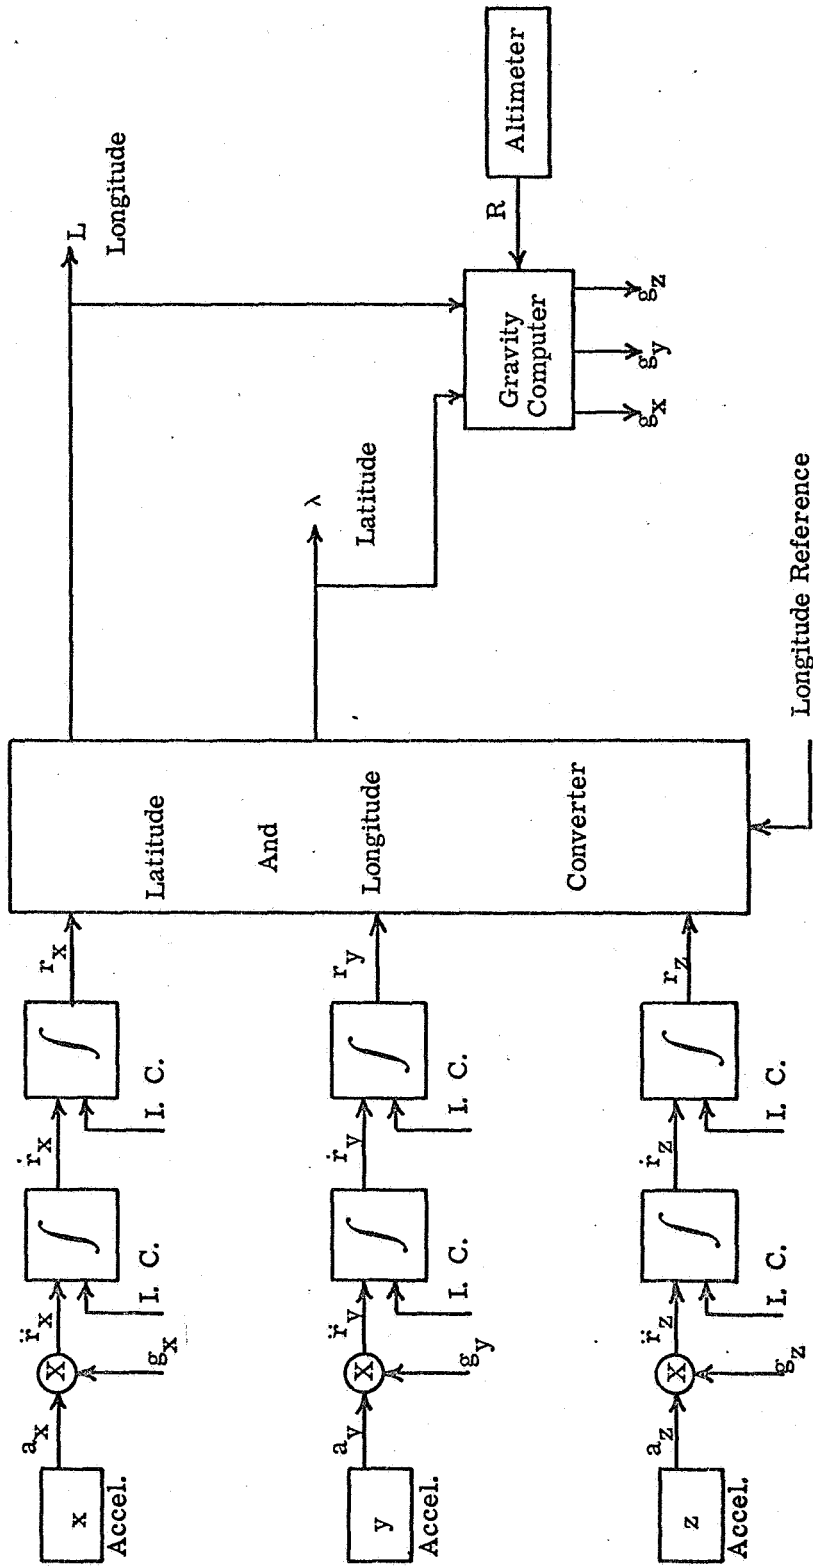 x
Accel.
a_x
X
g_x
r̈_x
I. C.
∫
ṙ_x
I. C.
∫
r_x
y
Accel.
a_y
X
g_y
r̈_y
I. C.
∫
ṙ_y
I. C.
∫
r_y
z
Accel.
a_z
X
g_z
r̈_z
I. C.
∫
ṙ_z
I. C.
∫
r_z
Latitude
And
Longitude
Converter
Longitude Reference
L
Longitude
λ
Latitude
Gravity
Computer
g_x
g_y
g_z
R
Altimeter